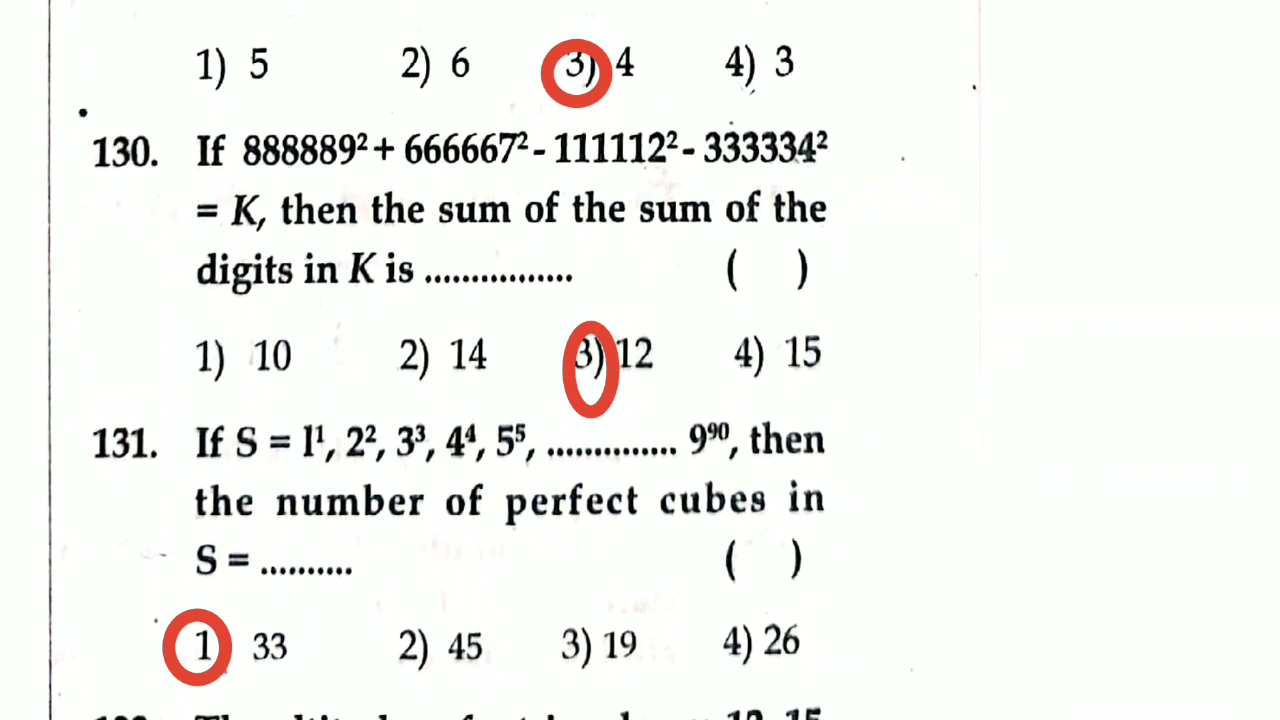 1) 5 2) 6 3) 4 4) 3
130. If 888889² + 666667² - 111112² - 333334²
= K, then the sum of the sum of the
digits in K is ................ ( )
1) 10 2) 14 3) 12 4) 15
131. If S = 1¹, 2², 3³, 4⁴, 5⁵, .............. 9⁹⁰, then
the number of perfect cubes in
S = .......... ( )
1 33 2) 45 3) 19 4) 26